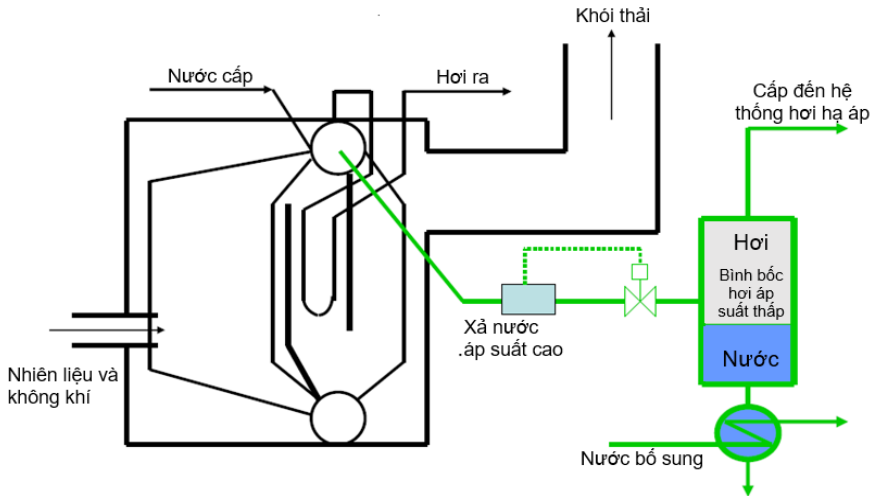 Khói thải
Nước cấp
Hơi ra
Cấp đến hệ
thống hơi hạ áp
Hơi
Bình bốc
hơi áp
suất thấp
Xả nước
.áp suất cao
Nước
Nhiên liệu và
không khí
Nước bố sung